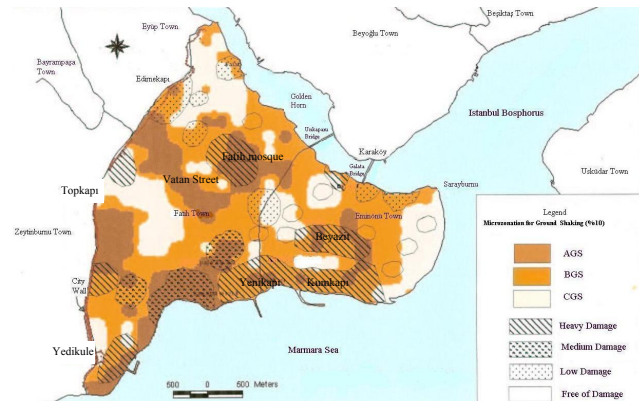 Beşiktaş Town
Eyüp Town
Beyoğlu Town
Bayrampaşa
Town
Edirnekapı
Golden
Horn
Istanbul Bosphorus
Unkapanı
Bridge
Karaköy
Fatih mosque
Galata
Bridge
Üsküdar Town
Vatan Street
Topkapı
Sarayburnu
Fatih Town
Eminonu Town
Zeytinburnu Town
Beyazıt
City
Wall
Yenikapı
Kumkapı
Yedikule
Marmara Sea
500 0 500 Meters
Legend
Microzonation for Ground Shaking (%10)
AGS
BGS
CGS
Heavy Damage
Medium Damage
Low Damage
Free of Damage